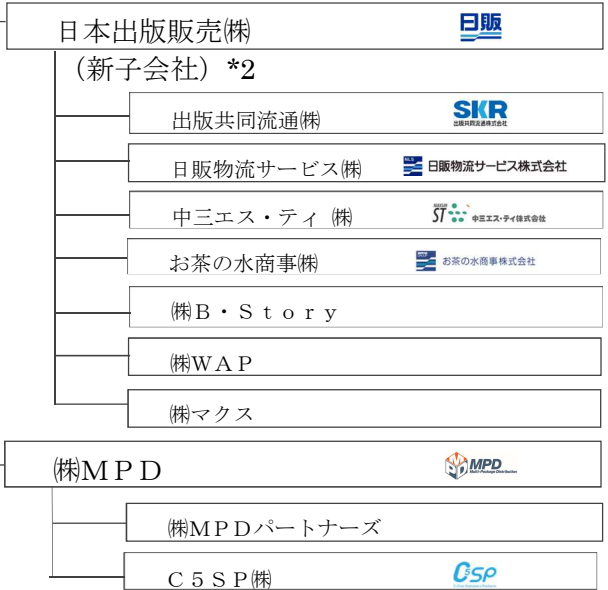 日本出版販売㈱ 日販
（新子会社）*2
出版共同流通㈱ SKR 出版共同流通株式会社
日販物流サービス㈱ NLS 日販物流サービス株式会社
中三エス・ティ ㈱ ST 中三エス・ティ株式会社
お茶の水商事㈱ お茶の水商事株式会社
㈱Ｂ・Ｓｔｏｒｙ
㈱ＷＡＰ
㈱マクス
㈱ＭＰＤ MPD Multi-Package Distribution
㈱ＭＰＤパートナーズ
Ｃ５ＳＰ㈱ C5SP